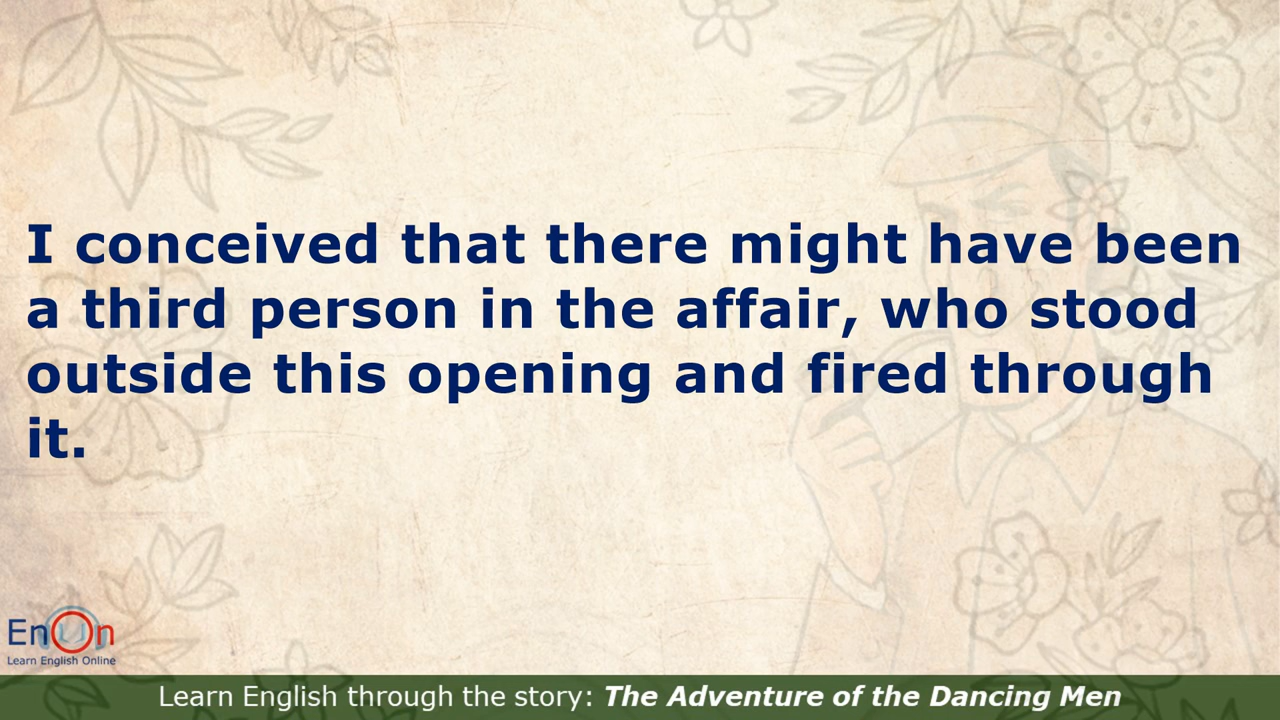 I conceived that there might have been
a third person in the affair, who stood
outside this opening and fired through
it.
EnOn
Learn English Online
Learn English through the story: The Adventure of the Dancing Men